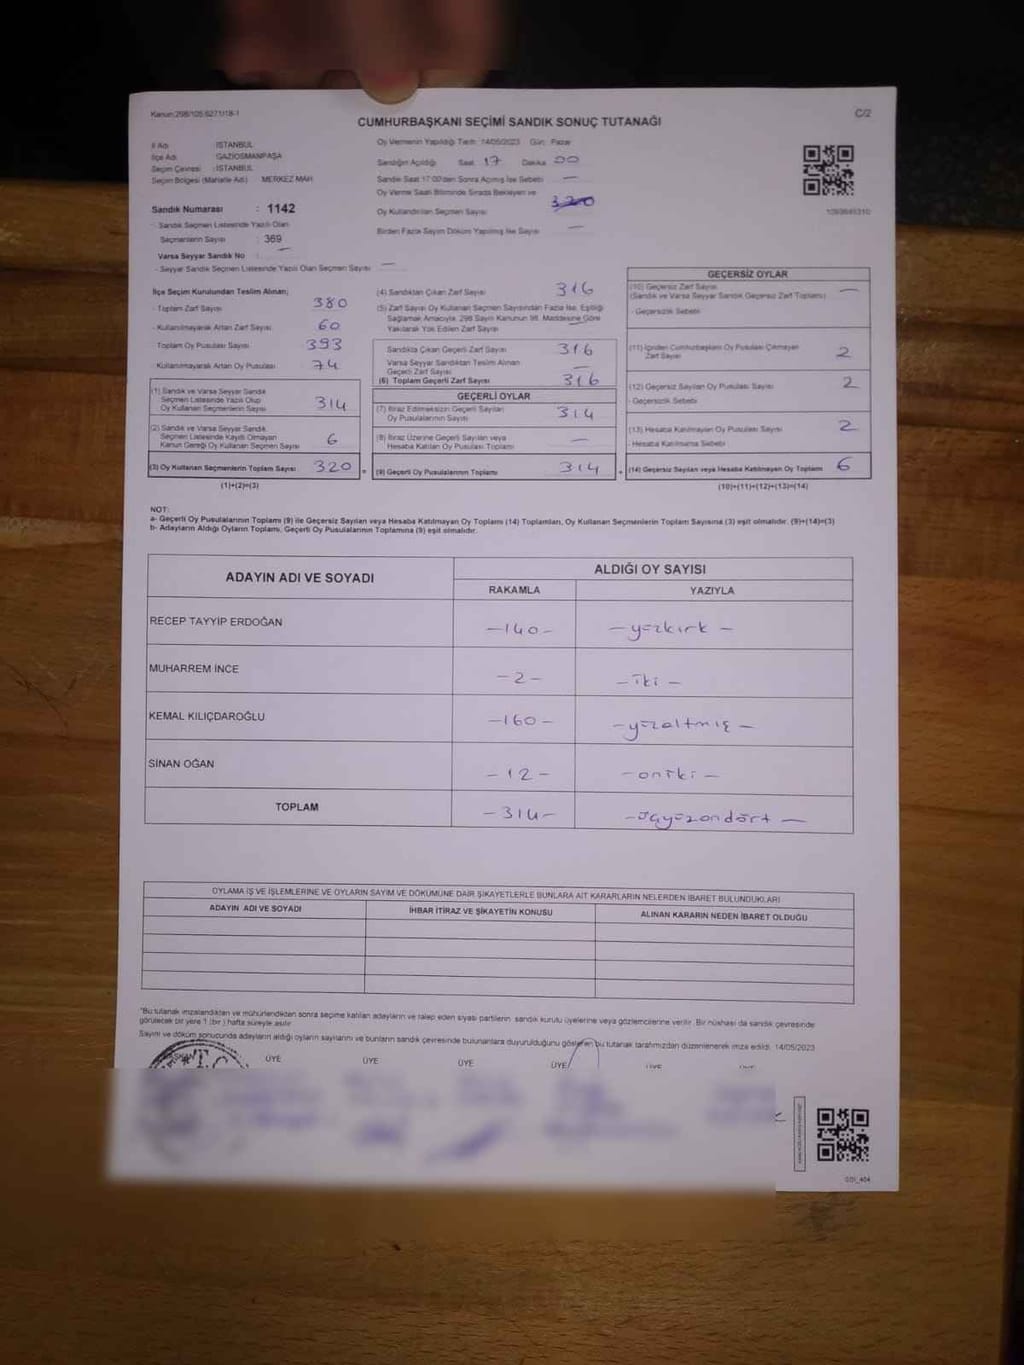 Kanun:298/105:6271/18-1
C/2
CUMHURBAŞKANI SEÇİMİ SANDIK SONUÇ TUTANAĞI
İl Adı : İSTANBUL
İlçe Adı : GAZİOSMANPAŞA
Seçim Çevresi : İSTANBUL
Seçim Bölgesi (Mahalle Adı) MERKEZ MAH
Sandık Numarası : 1142
- Sandık Seçmen Listesinde Yazılı Olan
Seçmenlerin Sayısı : 369
Varsa Seyyar Sandık No : —
- Seyyar Sandık Seçmen Listesinde Yazılı Olan Seçmen Sayısı —
Oy Vermenin Yapıldığı Tarih 14/05/2023 Gün: Pazar
Sandığın Açıldığı Saat 17 Dakika 00
Sandık Saat 17:00'den Sonra Açılmış İse Sebebi —
Oy Verme Saati Bitiminde Sırada Bekleyen ve
Oy Kullandırılan Seçmen Sayısı 320
Birden Fazla Sayım Döküm Yapılmış İse Sayısı —
1093645310
İlçe Seçim Kurulundan Teslim Alınan;
- Toplam Zarf Sayısı 380
- Kullanılmayarak Artan Zarf Sayısı 60
Toplam Oy Pusulası Sayısı 393
Kullanılmayarak Artan Oy Pusulası 74
(1) Sandık ve Varsa Seyyar Sandık
Seçmen Listesinde Yazılı Olup
Oy Kullanan Seçmenlerin Sayısı 314
(2) Sandık ve Varsa Seyyar Sandık
Seçmen Listesinde Kayıtlı Olmayan
Kanun Gereği Oy Kullanan Seçmen Sayısı 6
(3) Oy Kullanan Seçmenlerin Toplam Sayısı 320
(1)+(2)=(3)
(4) Sandıktan Çıkan Zarf Sayısı 316
(5) Zarf Sayısı Oy Kullanan Seçmen Sayısından Fazla İse, Eşitliği
Sağlamak Amacıyla, 298 Sayılı Kanunun 98. Maddesine Göre
Yakılarak Yok Edilen Zarf Sayısı —
Sandıkta Çıkan Geçerli Zarf Sayısı 316
Varsa Seyyar Sandıktan Teslim Alınan
Geçerli Zarf Sayısı —
(6) Toplam Geçerli Zarf Sayısı 316
GEÇERLİ OYLAR
(7) İtiraz Edilmeksizin Geçerli Sayılan
Oy Pusulalarının Sayısı 314
(8) İtiraz Üzerine Geçerli Sayılan veya
Hesaba Katılan Oy Pusulası Toplamı —
(9) Geçerli Oy Pusulalarının Toplamı 314
GEÇERSİZ OYLAR
(10) Geçersiz Zarf Sayısı
(Sandık ve Varsa Seyyar Sandık Geçersiz Zarf Toplamı) —
- Geçersizlik Sebebi
(11) İçinden Cumhurbaşkanı Oy Pusulası Çıkmayan
Zarf Sayısı 2
(12) Geçersiz Sayılan Oy Pusulası Sayısı 2
- Geçersizlik Sebebi
(13) Hesaba Katılmayan Oy Pusulası Sayısı 2
- Hesaba Katılmama Sebebi
(14) Geçersiz Sayılan veya Hesaba Katılmayan Oy Toplamı 6
(10)+(11)+(12)+(13)=(14)
NOT:
a- Geçerli Oy Pusulalarının Toplamı (9) ile Geçersiz Sayılan veya Hesaba Katılmayan Oy Toplamı (14) Toplamları, Oy Kullanan Seçmenlerin Toplam Sayısına (3) eşit olmalıdır. (9)+(14)=(3)
b- Adayların Aldığı Oyların Toplamı, Geçerli Oy Pusulalarının Toplamına (9) eşit olmalıdır.
ADAYIN ADI VE SOYADI
ALDIĞI OY SAYISI
RAKAMLA YAZIYLA
RECEP TAYYİP ERDOĞAN -140- -yüzkırk-
MUHARREM İNCE -2- -iki-
KEMAL KILIÇDAROĞLU -160- -yüzaltmış-
SİNAN OĞAN -12- -oniki-
TOPLAM -314- -üçyüzondört-
OYLAMA İŞ VE İŞLEMLERİNE VE OYLARIN SAYIM VE DÖKÜMÜNE DAİR ŞİKAYETLERLE BUNLARA AİT KARARLARIN NELERDEN İBARET BULUNDUKLARI
ADAYIN ADI VE SOYADI İHBAR İTİRAZ VE ŞİKAYETİN KONUSU ALINAN KARARIN NEDEN İBARET OLDUĞU
*Bu tutanak imzalandıktan ve mühürlendikten sonra seçime katılan adayların ve talep eden siyasi partilerin sandık kurulu üyelerine veya gözlemcilerine verilir. Bir nüshası da sandık çevresinde
görülecek bir yere 1 (bir) hafta süreyle asılır.
Sayım ve döküm sonucunda adayların aldığı oyların sayılarını ve bunların sandık çevresinde bulunanlara duyurulduğunu gösteren bu tutanak tarafımızdan düzenlenerek imza edildi. 14/05/2023
BAŞKAN ÜYE ÜYE ÜYE ÜYE ÜYE
T.C.